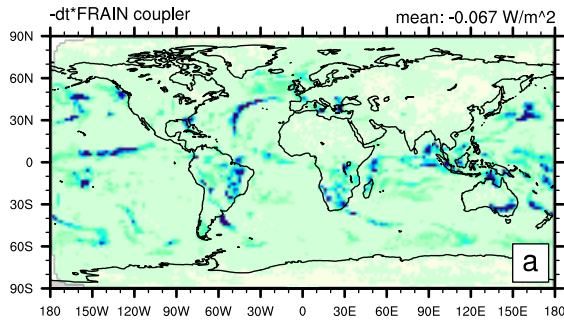 -dt*FRAIN coupler mean: -0.067 W/m^2
90N
60N
30N
0
30S
60S
90S
a
-180 150W 120W 90W 60W 30W 0 30E 60E 90E 120E 150E 180